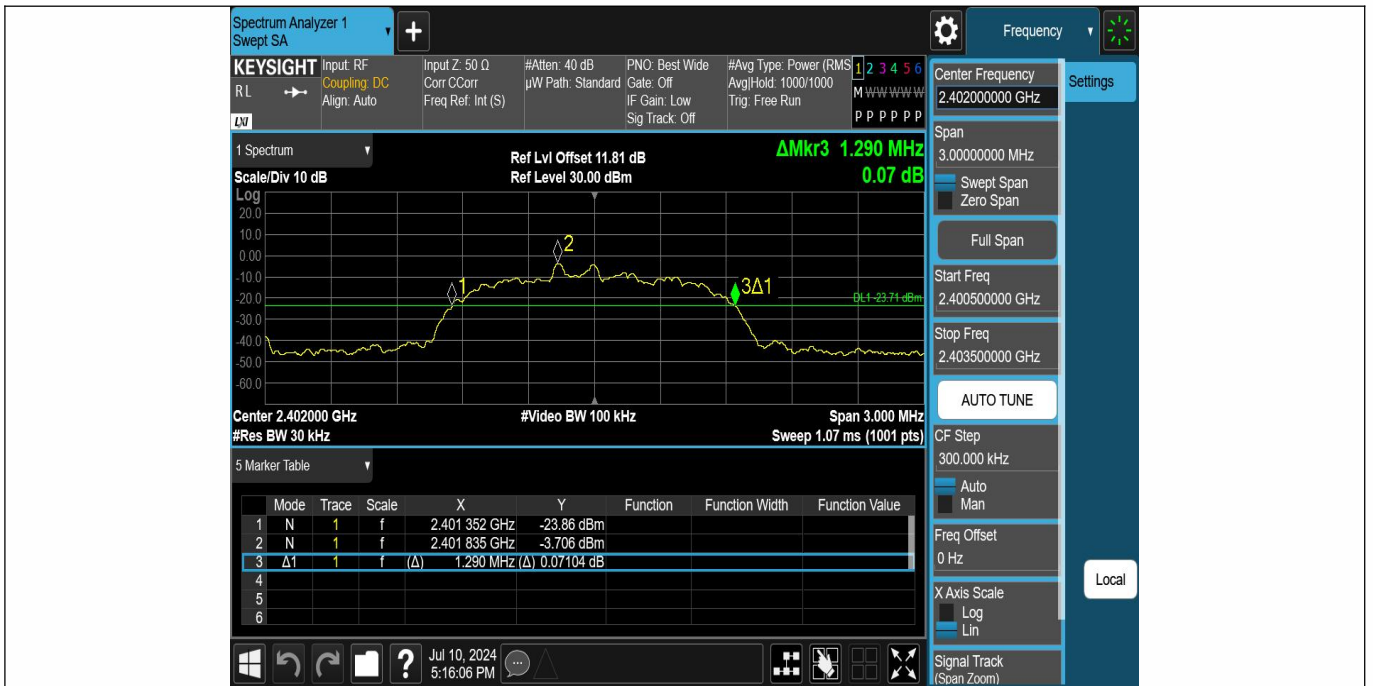 Spectrum Analyzer 1
Swept SA
+
Frequency
KEYSIGHT
RL
LXI
Input: RF
Coupling: DC
Align: Auto
Input Z: 50 Ω
Corr CCorr
Freq Ref: Int (S)
#Atten: 40 dB
µW Path: Standard
PNO: Best Wide
Gate: Off
IF Gain: Low
Sig Track: Off
#Avg Type: Power (RMS
Avg|Hold: 1000/1000
Trig: Free Run
1 2 3 4 5 6
M W W W W W
P P P P P P
1 Spectrum
Scale/Div 10 dB
Ref Lvl Offset 11.81 dB
Ref Level 30.00 dBm
ΔMkr3 1.290 MHz
0.07 dB
Log
20.0
10.0
0.00
-10.0
-20.0
-30.0
-40.0
-50.0
-60.0
1
2
3Δ1
DL1 -23.71 dBm
Center 2.402000 GHz
#Video BW 100 kHz
Span 3.000 MHz
#Res BW 30 kHz
Sweep 1.07 ms (1001 pts)
5 Marker Table
Mode Trace Scale X Y Function Function Width Function Value
1 N 1 f 2.401 352 GHz -23.86 dBm
2 N 1 f 2.401 835 GHz -3.706 dBm
3 Δ1 1 f (Δ) 1.290 MHz (Δ) 0.07104 dB
4
5
6
?
Jul 10, 2024
5:16:06 PM
Center Frequency
2.402000000 GHz
Settings
Span
3.00000000 MHz
Swept Span
Zero Span
Full Span
Start Freq
2.400500000 GHz
Stop Freq
2.403500000 GHz
AUTO TUNE
CF Step
300.000 kHz
Auto
Man
Freq Offset
0 Hz
Local
X Axis Scale
Log
Lin
Signal Track
(Span Zoom)